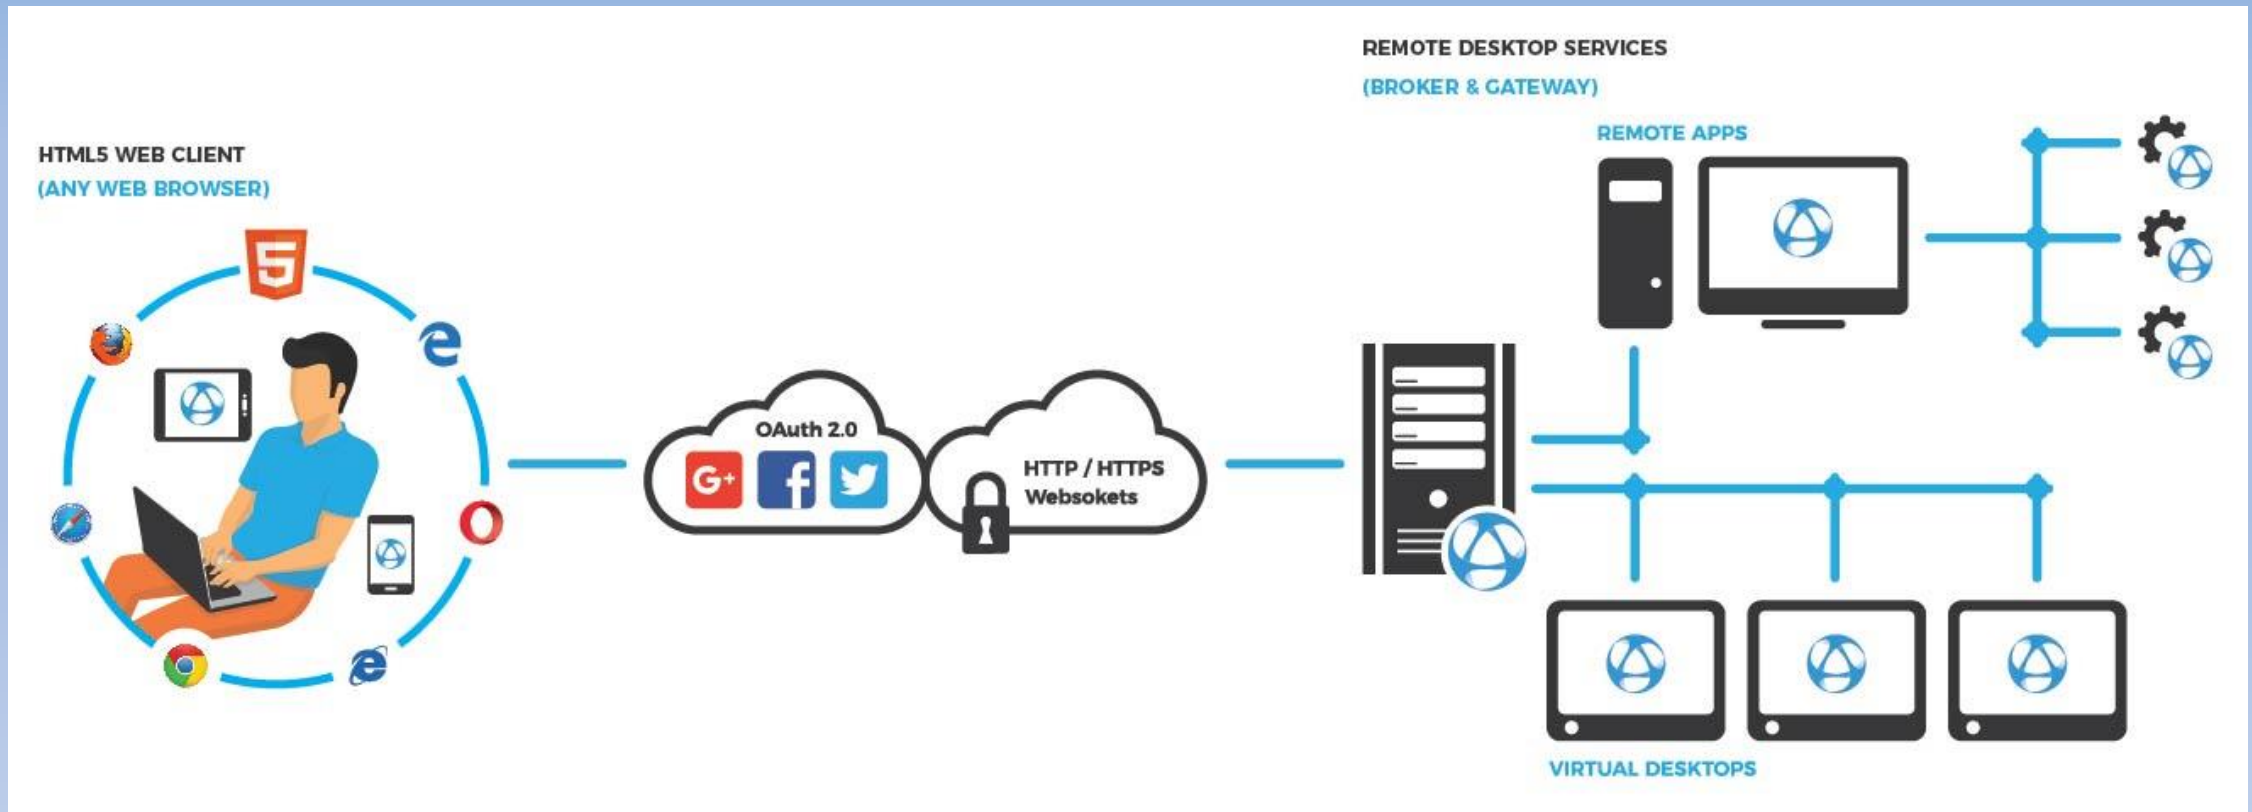 HTML5 WEB CLIENT
(ANY WEB BROWSER)
5
OAuth 2.0
G+
f
HTTP / HTTPS
Websokets
REMOTE DESKTOP SERVICES
(BROKER & GATEWAY)
REMOTE APPS
VIRTUAL DESKTOPS